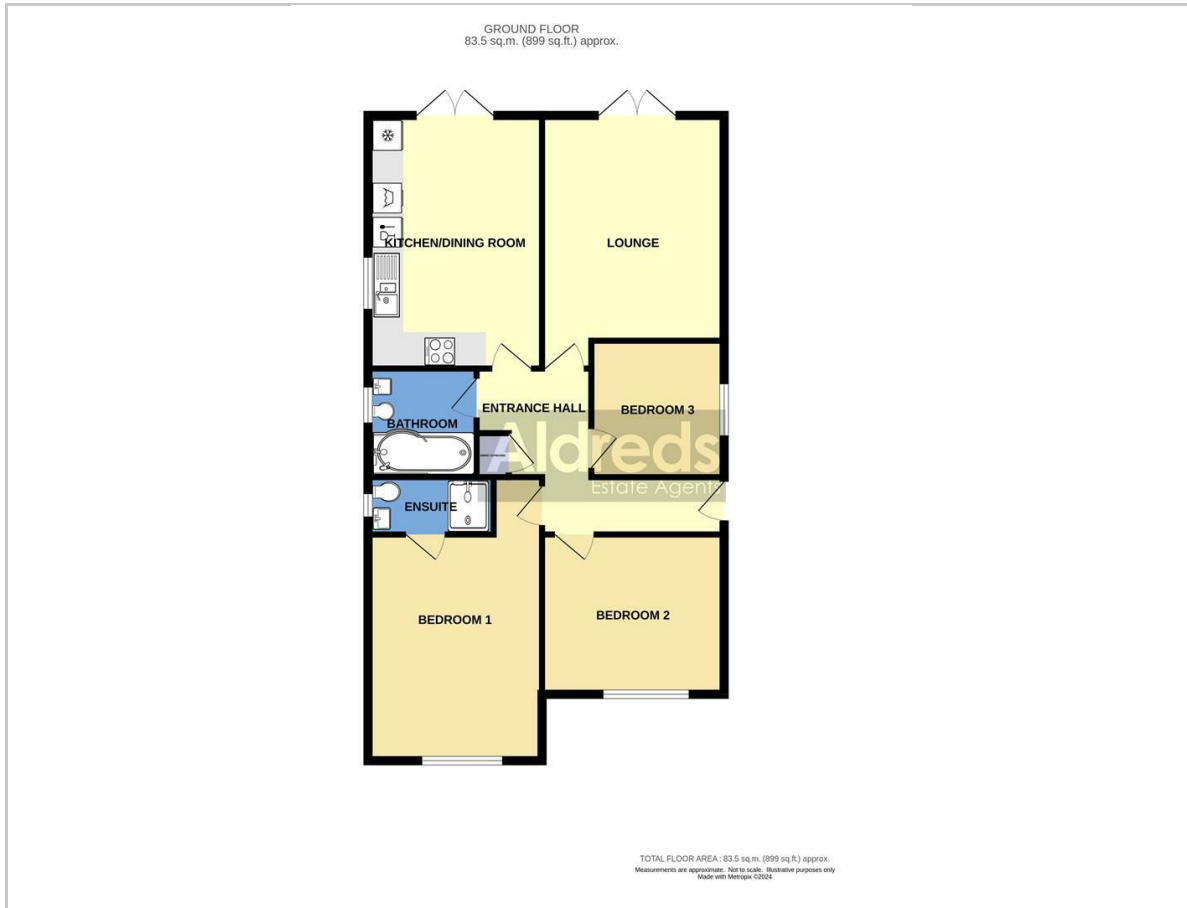 GROUND FLOOR
83.5 sq.m. (899 sq.ft.) approx.
KITCHEN/DINING ROOM
LOUNGE
ENTRANCE HALL
BEDROOM 3
BATHROOM
Aldreds
Estate Agents
ENSUITE
BEDROOM 1
BEDROOM 2
TOTAL FLOOR AREA : 83.5 sq.m. (899 sq.ft.) approx.
Measurements are approximate. Not to scale. Illustrative purposes only
Made with Metropix ©2024